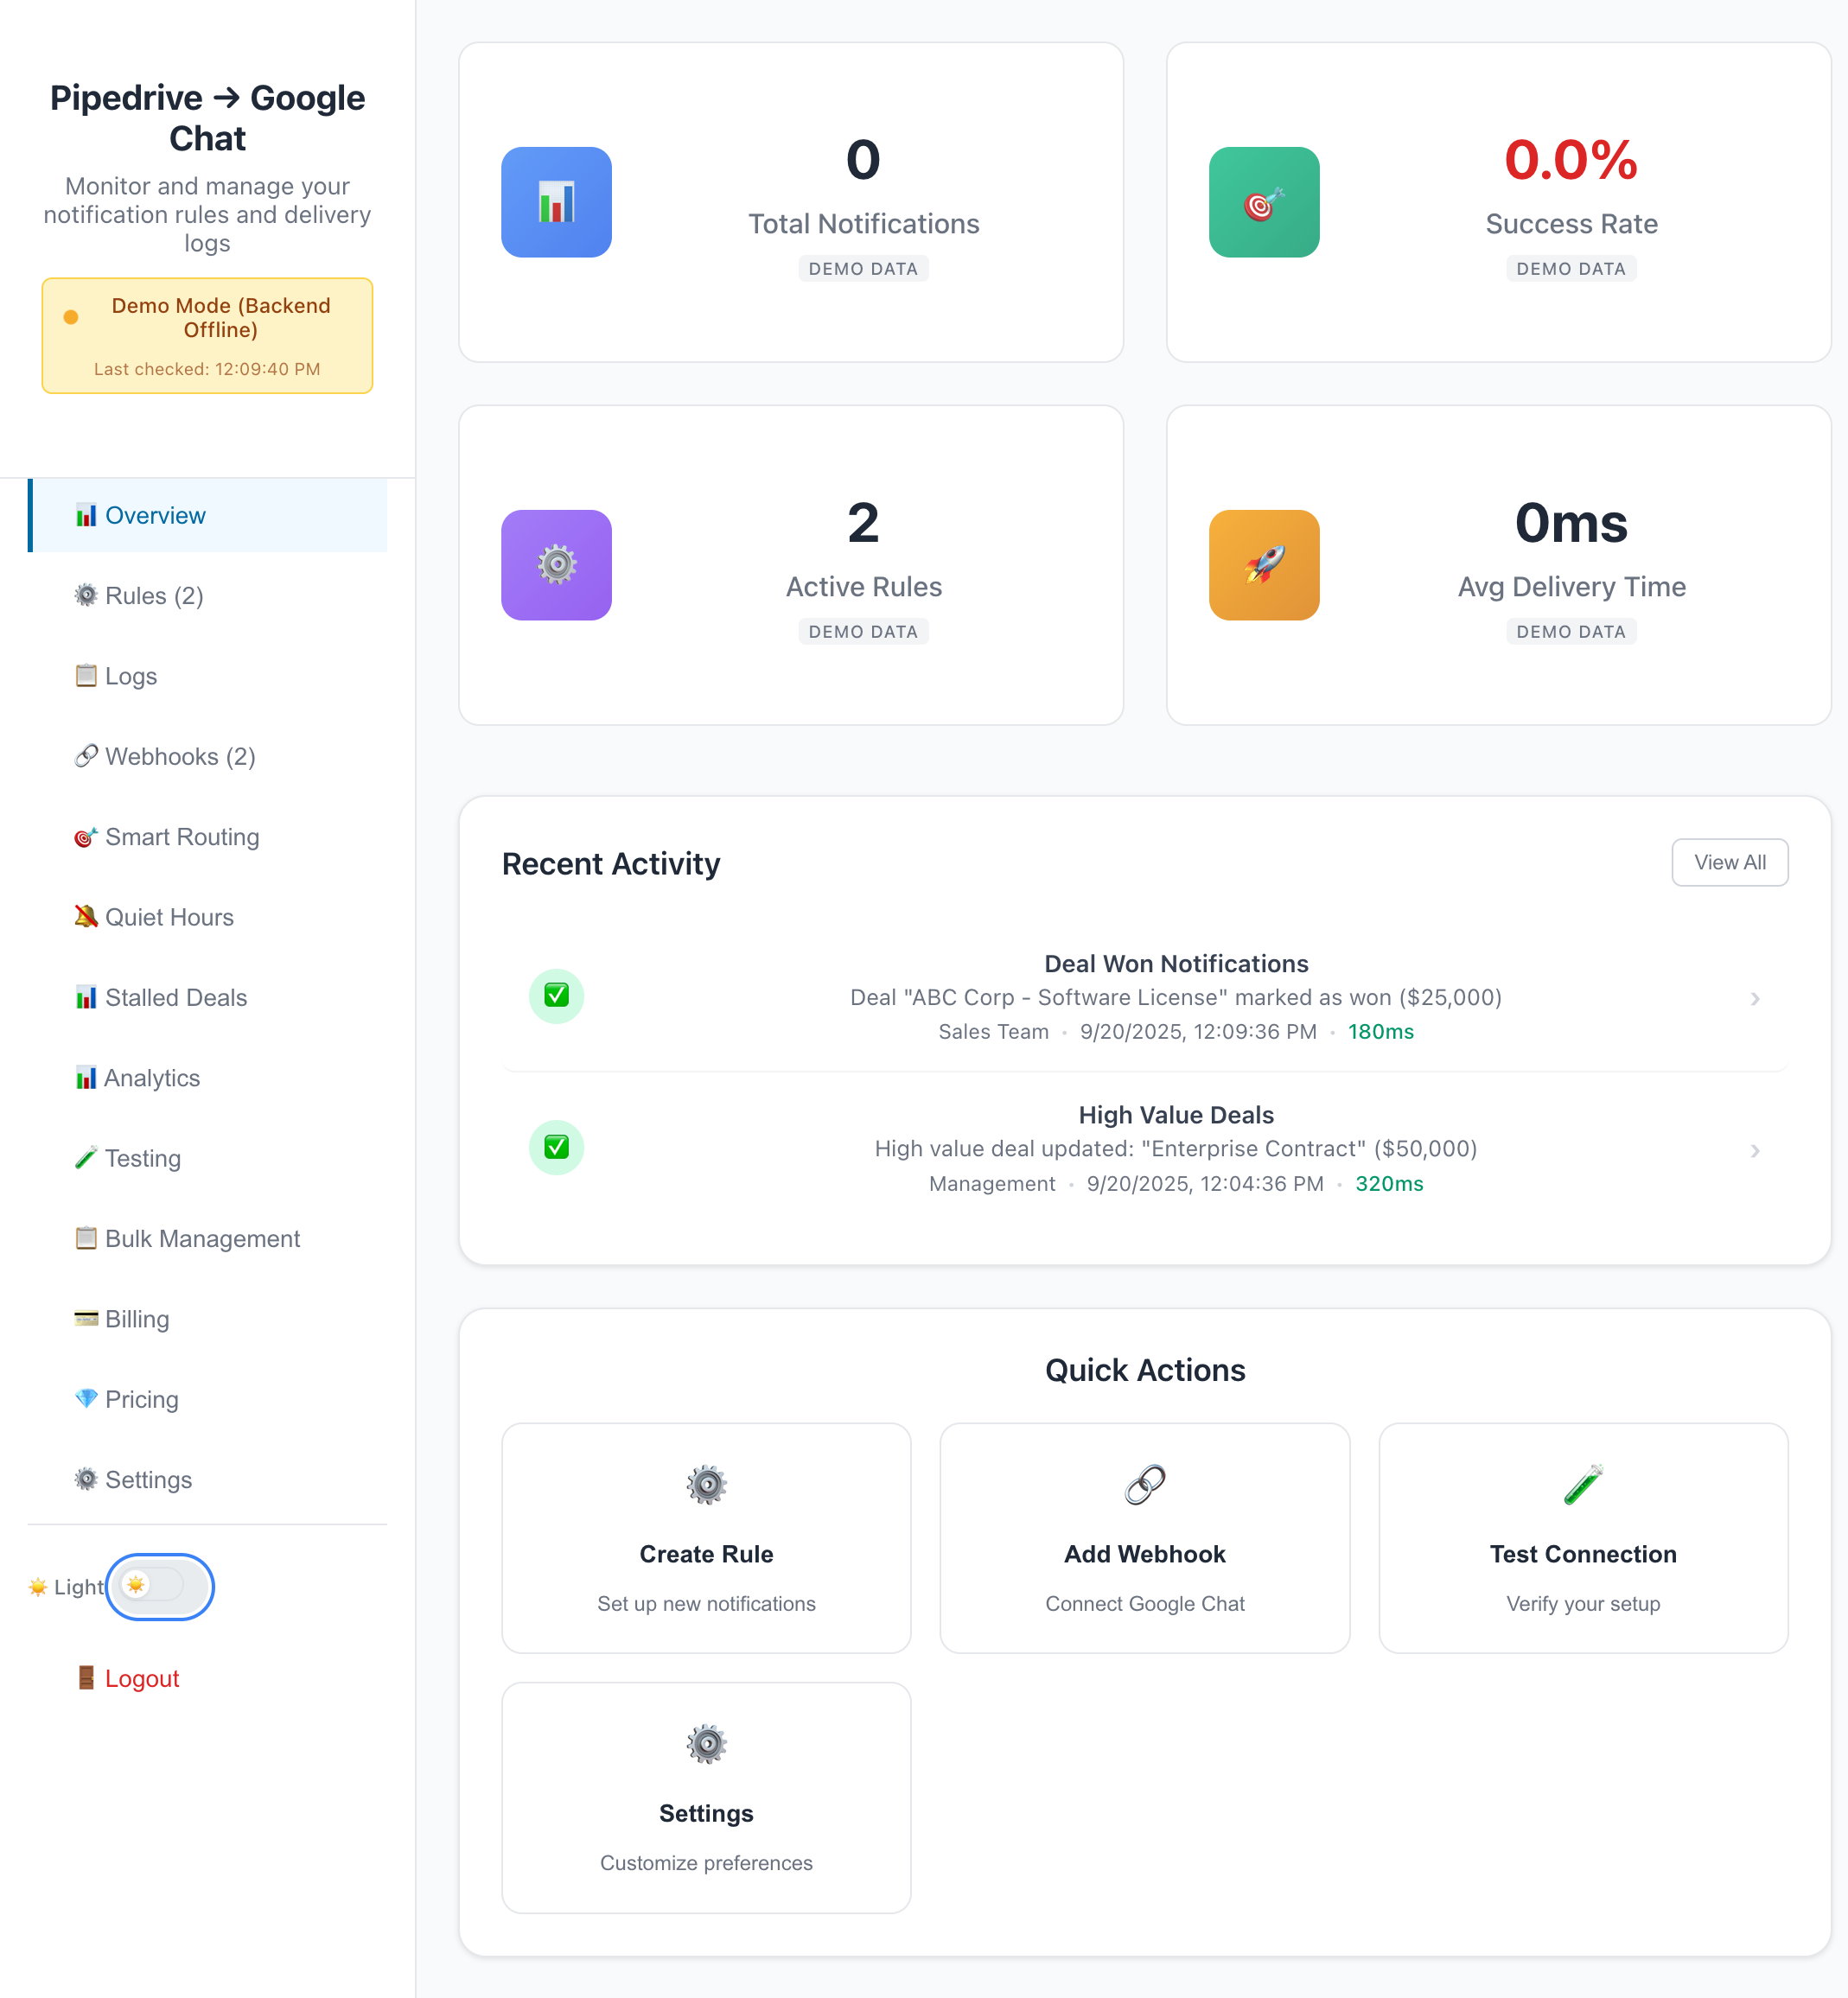 Pipedrive → Google
Chat
Monitor and manage your
notification rules and delivery
logs
Demo Mode (Backend
Offline)
Last checked: 12:09:40 PM
Overview
Rules (2)
Logs
Webhooks (2)
Smart Routing
Quiet Hours
Stalled Deals
Analytics
Testing
Bulk Management
Billing
Pricing
Settings
Light
Logout
0
Total Notifications
DEMO DATA
0.0%
Success Rate
DEMO DATA
2
Active Rules
DEMO DATA
0ms
Avg Delivery Time
DEMO DATA
Recent Activity
View All
Deal Won Notifications
Deal "ABC Corp - Software License" marked as won ($25,000)
Sales Team • 9/20/2025, 12:09:36 PM • 180ms
High Value Deals
High value deal updated: "Enterprise Contract" ($50,000)
Management • 9/20/2025, 12:04:36 PM • 320ms
Quick Actions
Create Rule
Set up new notifications
Add Webhook
Connect Google Chat
Test Connection
Verify your setup
Settings
Customize preferences